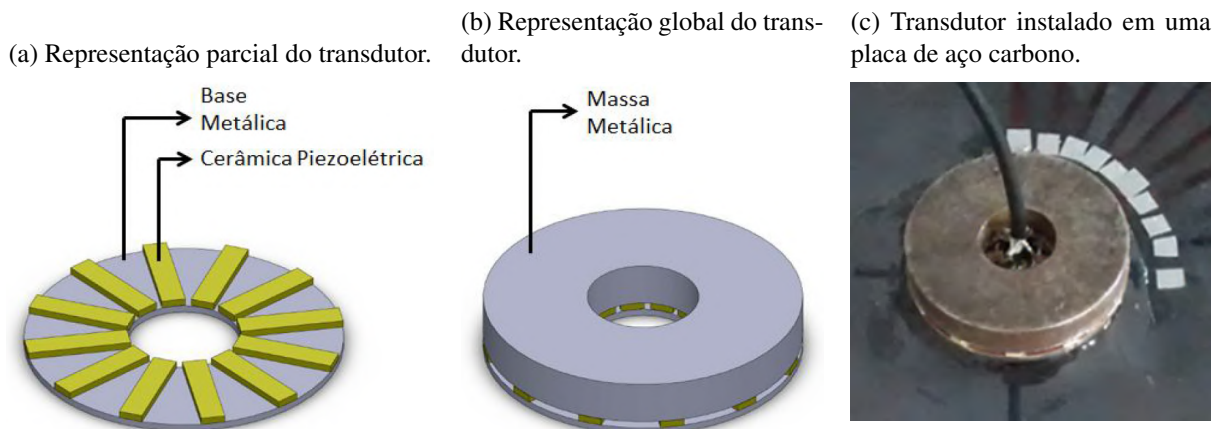 (a) Representação parcial do transdutor.
(b) Representação global do trans-
dutor.
(c) Transdutor instalado em uma
placa de aço carbono.
Base
Metálica
Cerâmica Piezoelétrica
Massa
Metálica